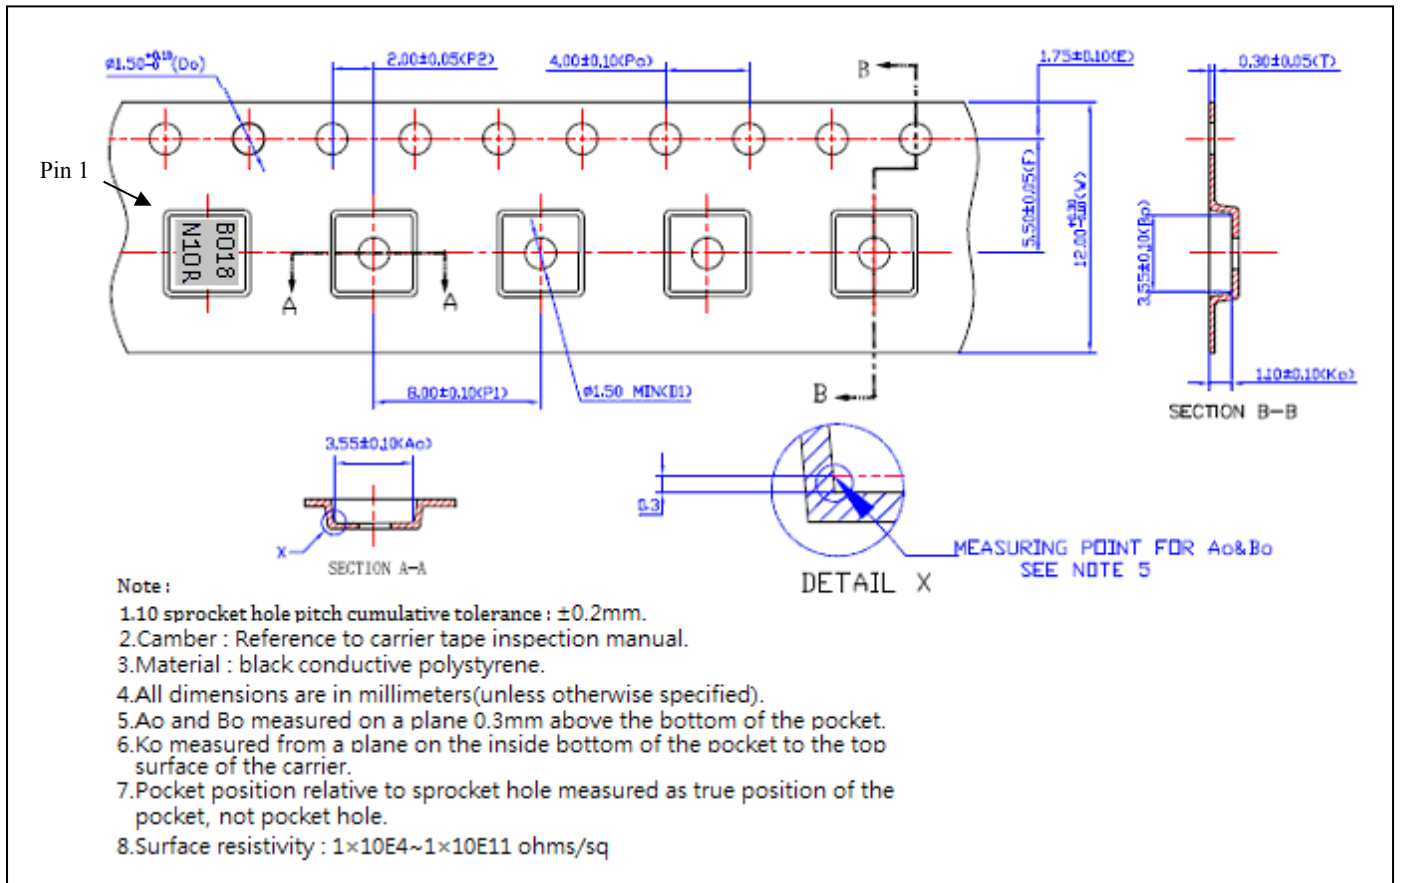 ø1.50+0.10-0(Do)
2.00±0.05(P2)
4.00±0.10(Po)
B
1.75±0.10(E)
0.30±0.05(T)
Pin 1
B018
N10R
5.50±0.05(F)
12.00(W)
3.55±0.10(Bo)
A
A
8.00±0.10(P1)
ø1.50 MIN(D1)
B
1.10±0.10(Ko)
SECTION B-B
3.55±0.10(Ao)
X
SECTION A-A
0.3
MEASURING POINT FOR Ao&Bo
SEE NOTE 5
DETAIL X
Note :
1.10 sprocket hole pitch cumulative tolerance : ±0.2mm.
2.Camber : Reference to carrier tape inspection manual.
3.Material : black conductive polystyrene.
4.All dimensions are in millimeters(unless otherwise specified).
5.Ao and Bo measured on a plane 0.3mm above the bottom of the pocket.
6.Ko measured from a plane on the inside bottom of the pocket to the top
surface of the carrier.
7.Pocket position relative to sprocket hole measured as true position of the
pocket, not pocket hole.
8.Surface resistivity : 1×10E4~1×10E11 ohms/sq